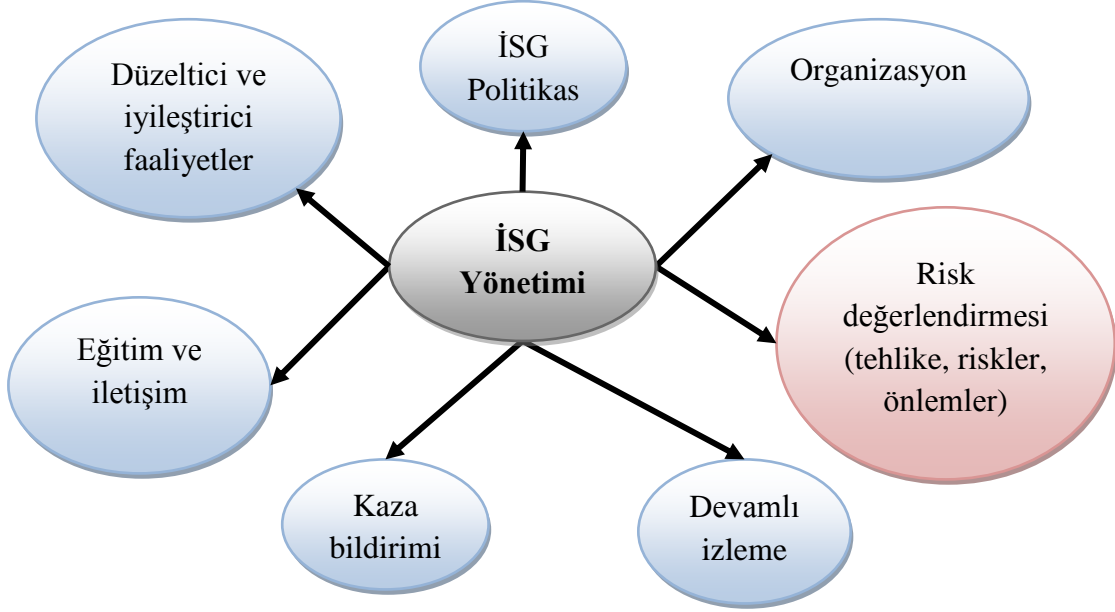 Düzeltici ve
iyileştirici
faaliyetler
İSG
Politikas
Organizasyon
İSG
Yönetimi
Risk
değerlendirmesi
(tehlike, riskler,
önlemler)
Eğitim ve
iletişim
Kaza
bildirimi
Devamlı
izleme